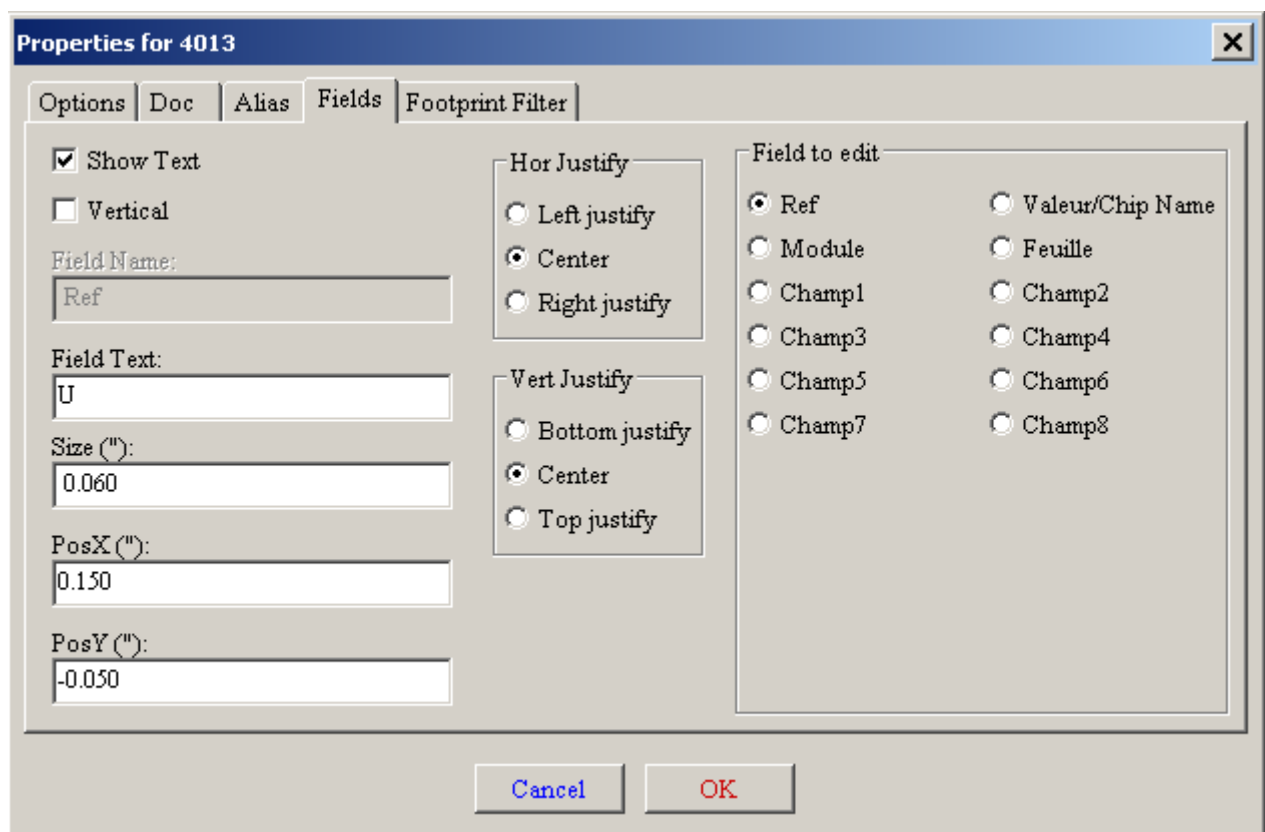 Properties for 4013
Options Doc Alias Fields Footprint Filter
Show Text
Vertical
Field Name:
Ref
Field Text:
U
Size ("):
0.060
PosX ("):
0.150
PosY ("):
-0.050
Hor Justify
Left justify
Center
Right justify
Vert Justify
Bottom justify
Center
Top justify
Field to edit
Ref Valeur/Chip Name
Module Feuille
Champ1 Champ2
Champ3 Champ4
Champ5 Champ6
Champ7 Champ8
Cancel OK